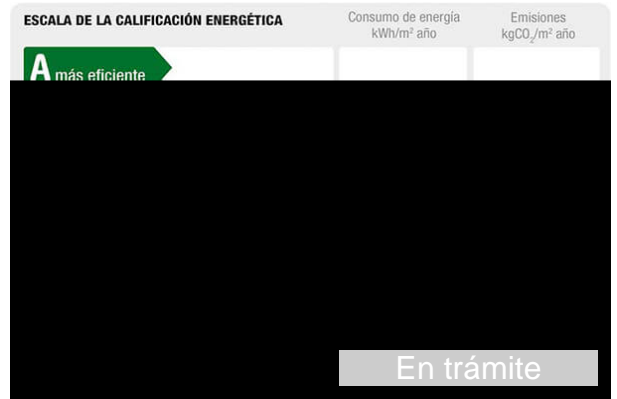 ESCALA DE LA CALIFICACIÓN ENERGÉTICA
Consumo de energía
kWh/m² año
Emisiones
kgCO₂/m² año
A más eficiente
En trámite